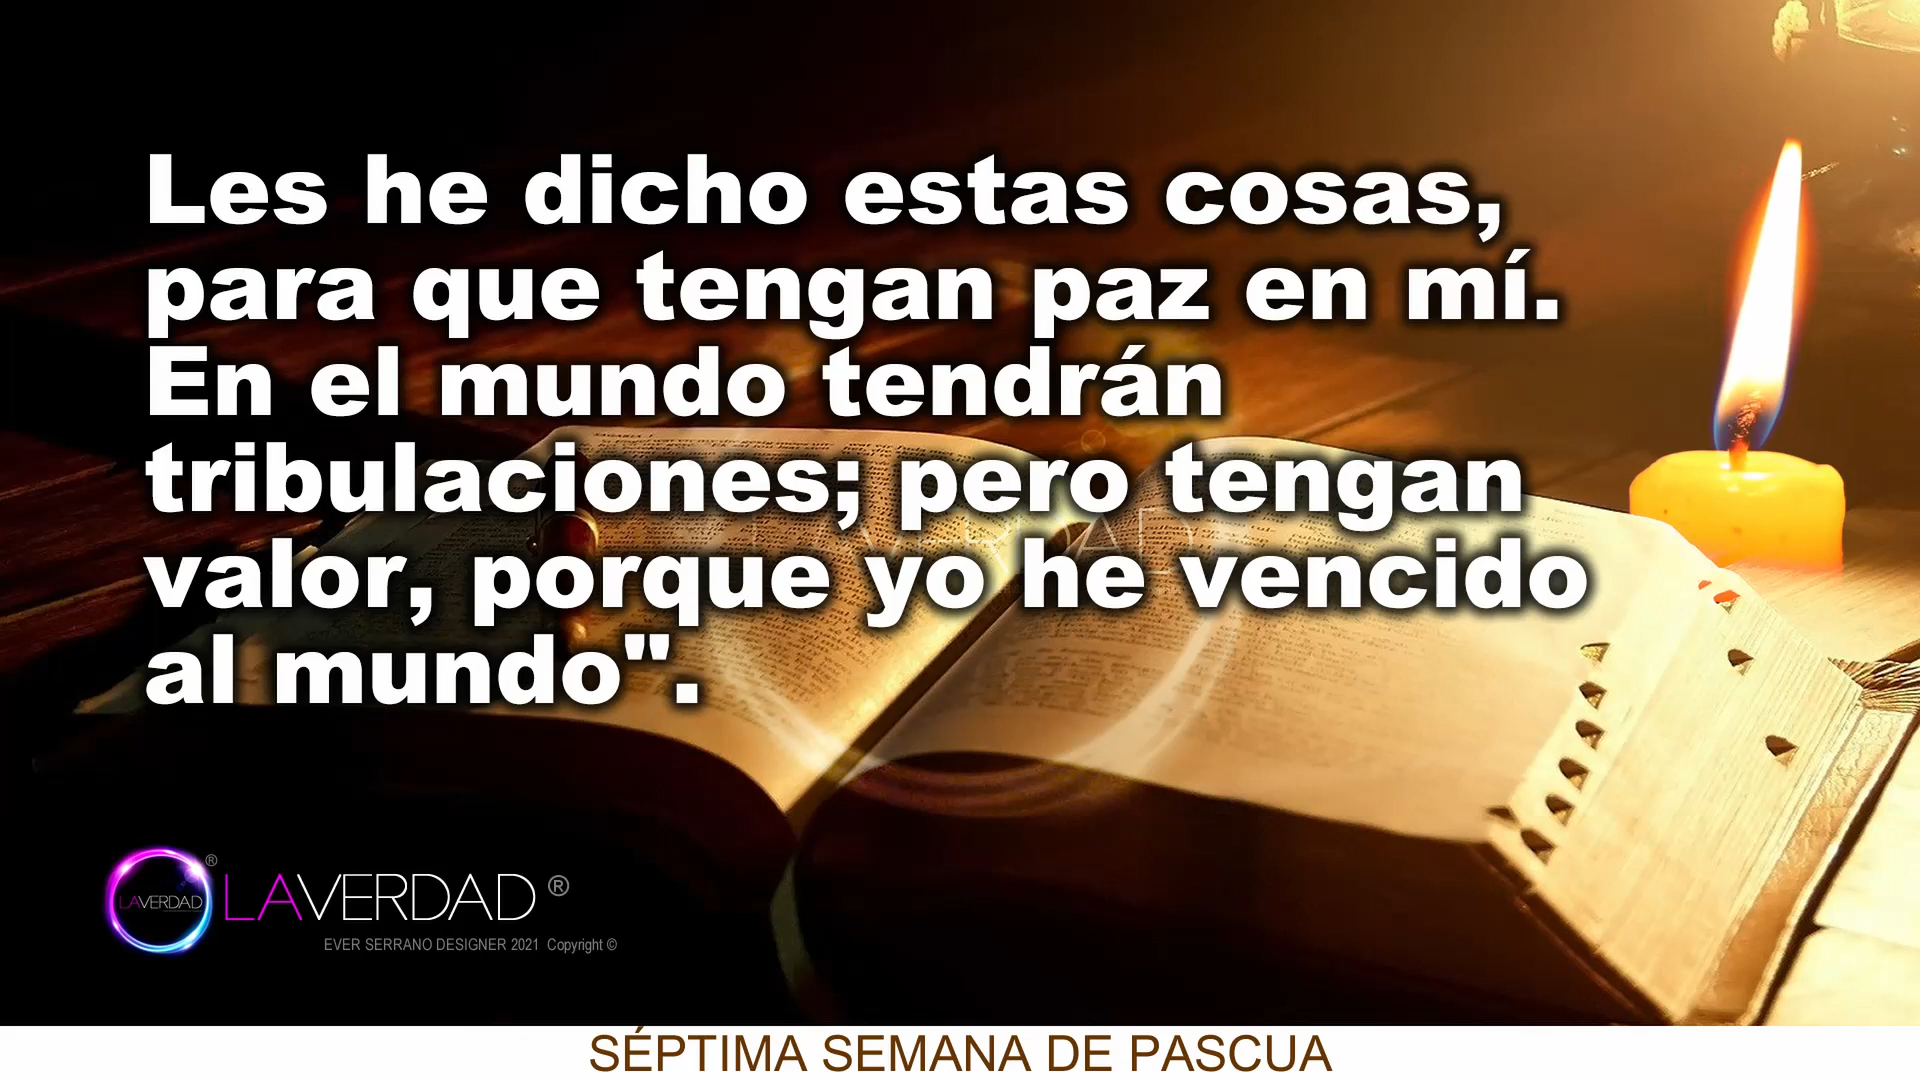 Les he dicho estas cosas,
para que tengan paz en mí.
En el mundo tendrán
tribulaciones; pero tengan
valor, porque yo he vencido
al mundo".
LAVERDAD ®
LAVERDAD ®
EVER SERRANO DESIGNER 2021 Copyright ©
SÉPTIMA SEMANA DE PASCUA